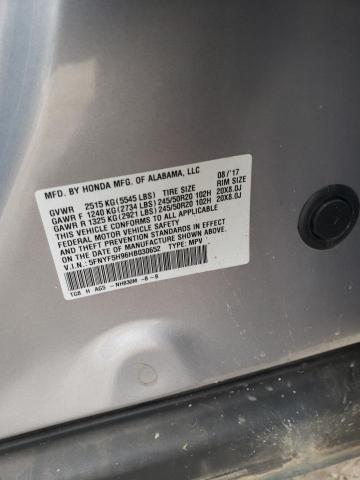 MFD. BY HONDA MFG. OF ALABAMA, LLC 08/'17
GVWR 2515 KG (5545 LBS) TIRE SIZE RIM SIZE
GAWR F 1240 KG (2734 LBS) 245/50R20 102H 20X8.0J
GAWR R 1325 KG (2921 LBS) 245/50R20 102H 20X8.0J
THIS VEHICLE CONFORMS TO ALL APPLICABLE
FEDERAL MOTOR VEHICLE SAFETY AND
THEFT PREVENTION STANDARDS IN EFFECT
ON THE DATE OF MANUFACTURE SHOWN ABOVE.
V.I.N.: 5FNYF5H96HB030652 TYPE: MPV
TG8 H AGS -NH830M -B -B